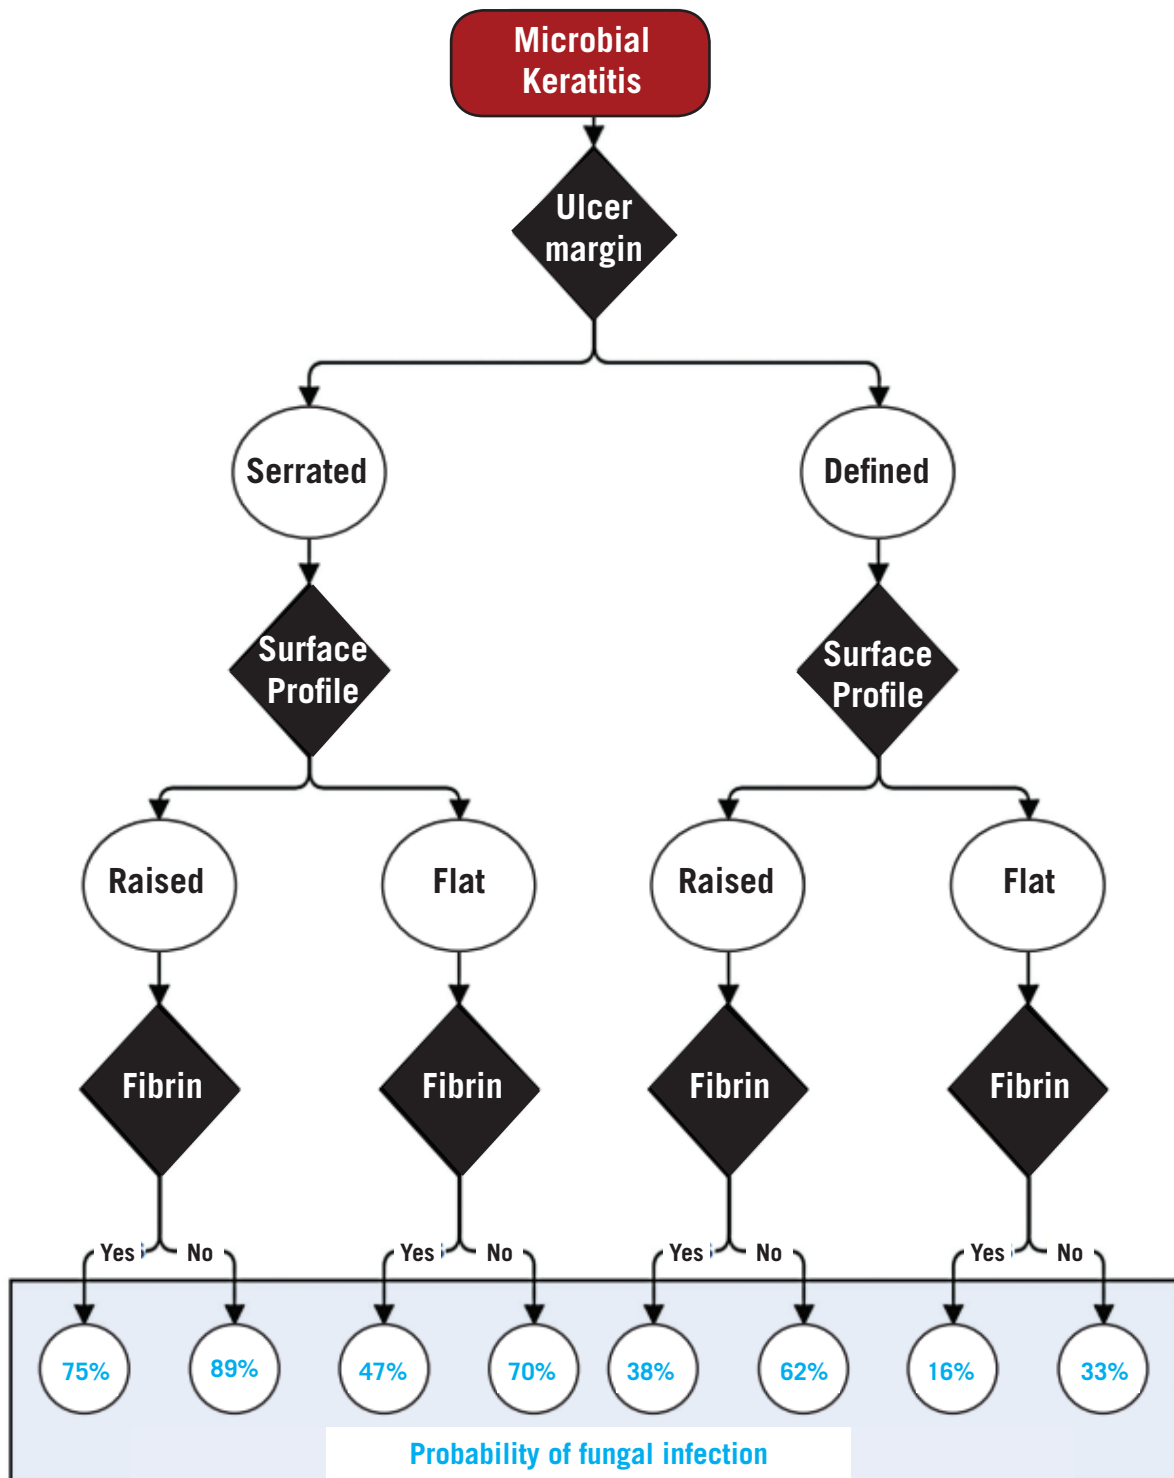 Microbial
Keratitis
Ulcer
margin
Serrated
Defined
Surface
Profile
Surface
Profile
Raised
Flat
Raised
Flat
Fibrin
Fibrin
Fibrin
Fibrin
Yes No Yes No Yes No Yes No
75% 89% 47% 70% 38% 62% 16% 33%
Probability of fungal infection